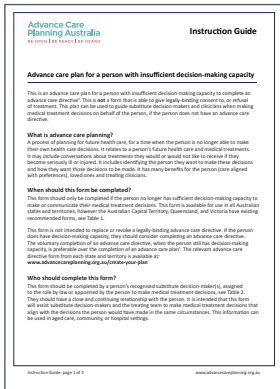 Advance Care
Planning Australia
BE OPEN | BE READY | BE HEARD
Instruction Guide
Advance care plan for a person with insufficient decision-making capacity
This is an advance care plan for a person with insufficient decision-making capacity to complete an
advance care directive*. This is not a form that is able to give legally-binding consent to, or refusal
of treatment. This plan can be used to guide substitute decision-makers and clinicians when making
medical treatment decisions on behalf of the person, if the person does not have an advance care
directive.
What is advance care planning?
A process of planning for future health care, for a time when the person is no longer able to make
their own health care decisions. It relates to a person's future health care and medical treatments.
It may include conversations about treatments they would or would not like to receive if they
become seriously ill or injured. It includes identifying the person they want to make these decisions
and how they want those decisions to be made. It has many benefits for the person (care aligned
with preferences), loved ones and treating clinicians.
When should this form be completed?
This form should only be completed if the person no longer has sufficient decision-making capacity to
make or communicate their medical treatment decisions. This form is available for use in all Australian
states and territories, however the Australian Capital Territory, Queensland, and Victoria have existing
recommended forms, see Table 1.
This form is not intended to replace or revoke a legally-binding advance care directive. If the person
does have decision-making capacity, they should consider completing an advance care directive.
The voluntary completion of an advance care directive, when the person still has decision-making
capacity, is preferable over the completion of an advance care plan¹. The relevant advance care
directive form from each state and territory is available at:
www.advancecareplanning.org.au/create-your-plan
Who should complete this form?
This form should be completed by a person's recognised substitute decision-maker(s), assigned
to the role by law or appointed by the person to make medical treatment decisions, see Table 2.
They should have a close and continuing relationship with the person. It is intended that this form
will assist substitute decision-makers and the treating team to make medical treatment decisions that
align with the decisions the person would have made in the same circumstances. This information can
be used in aged care, community, or hospital settings.
Instruction Guide: page 1 of 3
www.advancecareplanning.org.au